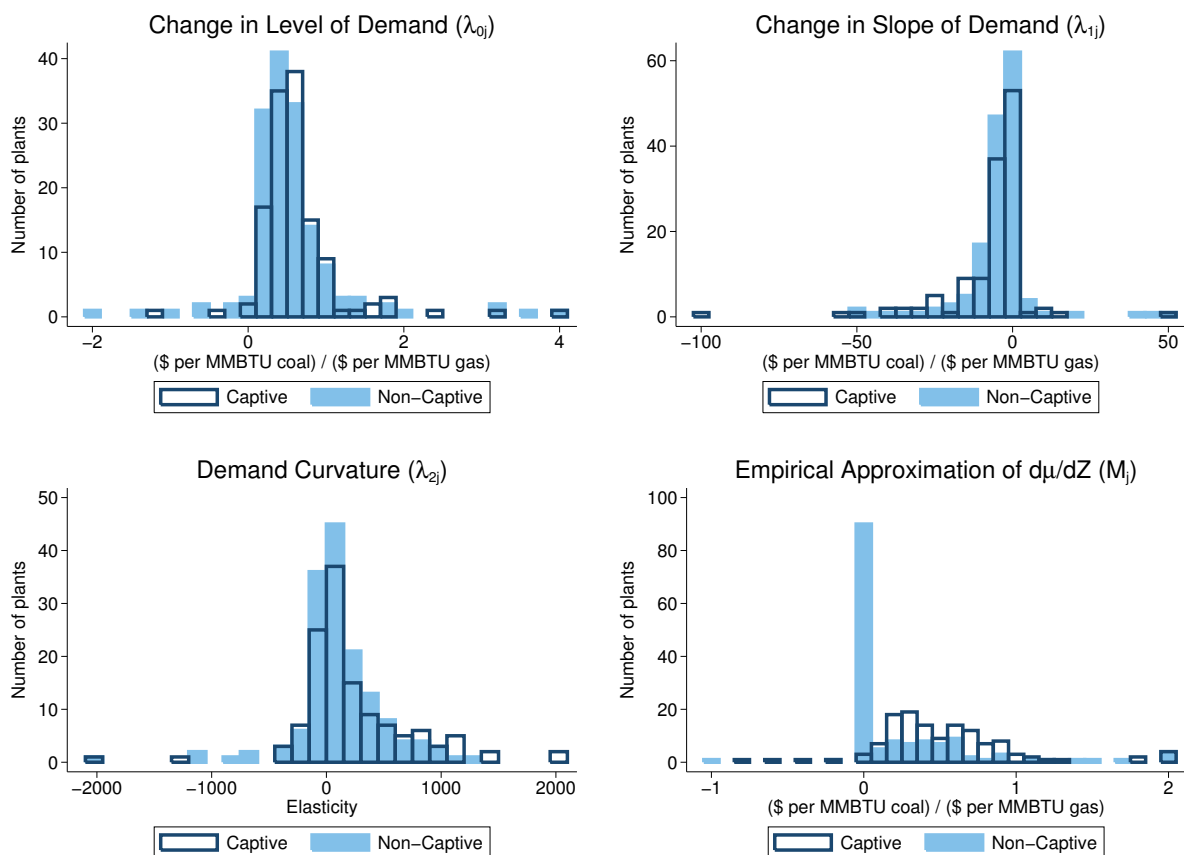 Change in Level of Demand (λ0j)
Number of plants
40
30
20
10
0
−2 0 2 4
($ per MMBTU coal) / ($ per MMBTU gas)
Captive Non−Captive
Change in Slope of Demand (λ1j)
Number of plants
60
40
20
0
−100 −50 0 50
($ per MMBTU coal) / ($ per MMBTU gas)
Captive Non−Captive
Demand Curvature (λ2j)
Number of plants
50
40
30
20
10
0
−2000 −1000 0 1000 2000
Elasticity
Captive Non−Captive
Empirical Approximation of dμ/dZ (Mj)
Number of plants
100
80
60
40
20
0
−1 0 1 2
($ per MMBTU coal) / ($ per MMBTU gas)
Captive Non−Captive